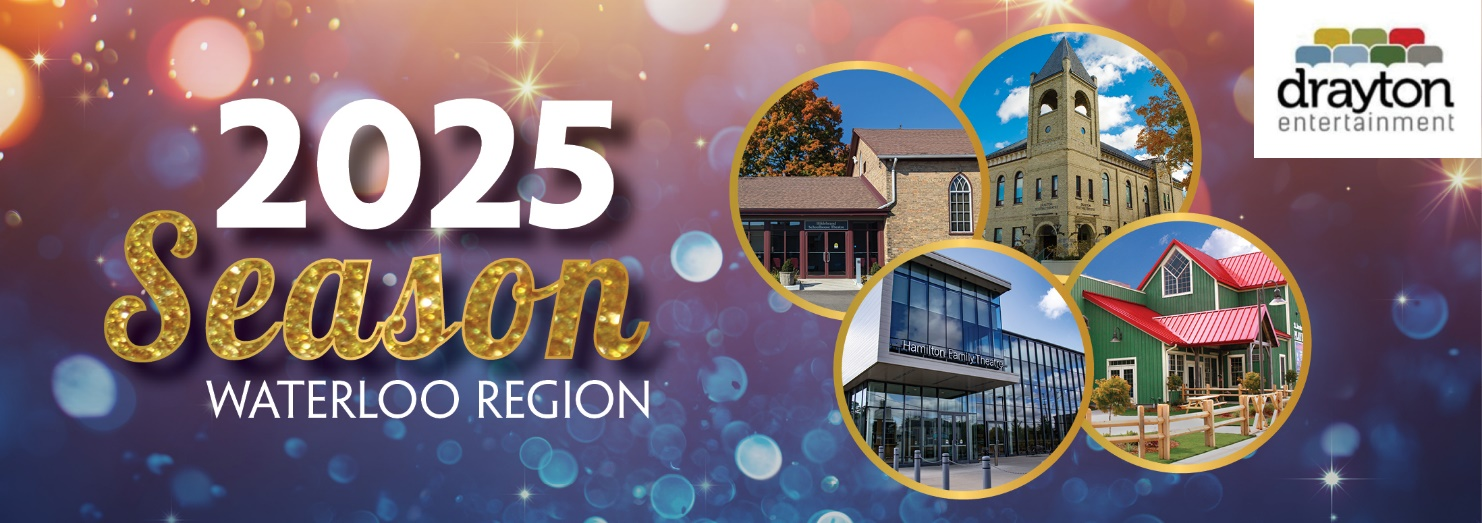 2025
Season
WATERLOO REGION
Hamilton Family Theatre
drayton
entertainment